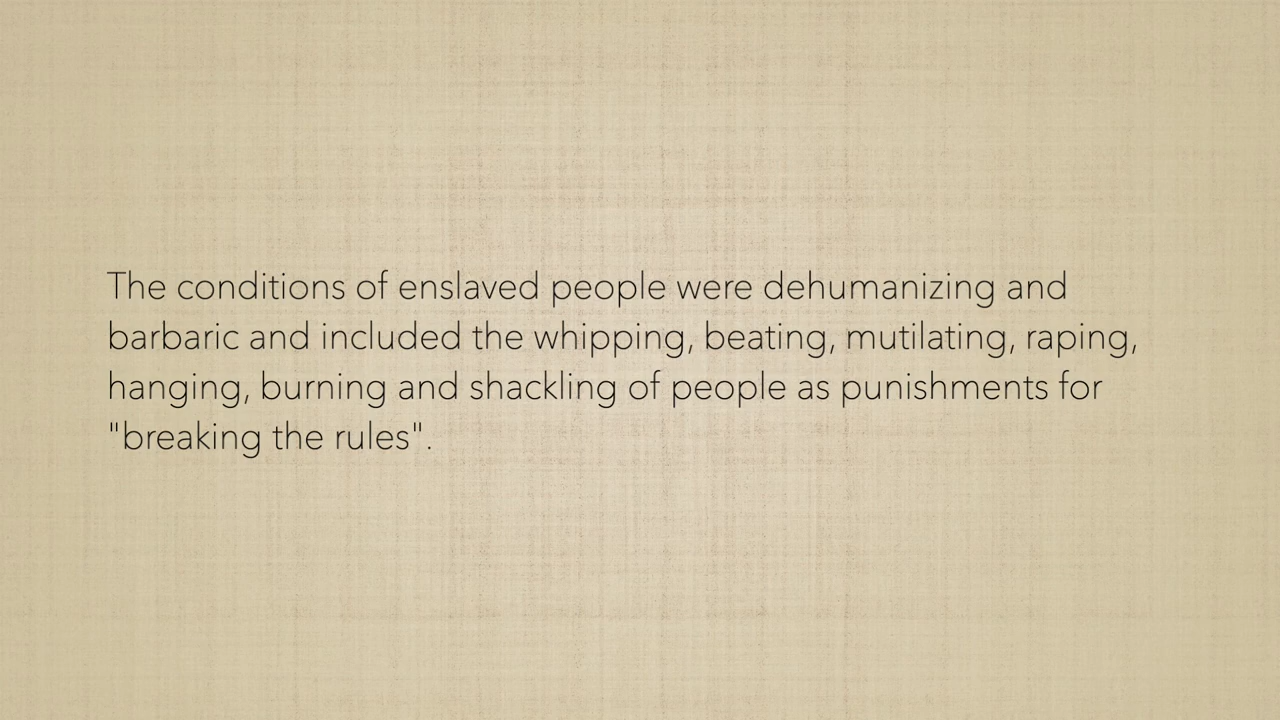 The conditions of enslaved people were dehumanizing and
barbaric and included the whipping, beating, mutilating, raping,
hanging, burning and shackling of people as punishments for
"breaking the rules".